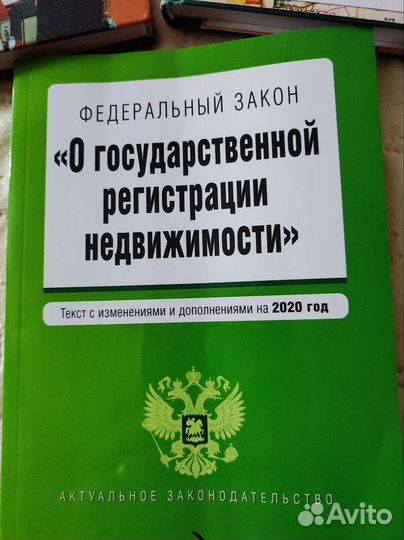 ФЕДЕРАЛЬНЫЙ ЗАКОН
«О государственной
регистрации
недвижимости»
Текст с изменениями и дополнениями на 2020 год
АКТУАЛЬНОЕ ЗАКОНОДАТЕЛЬСТВО
Avito